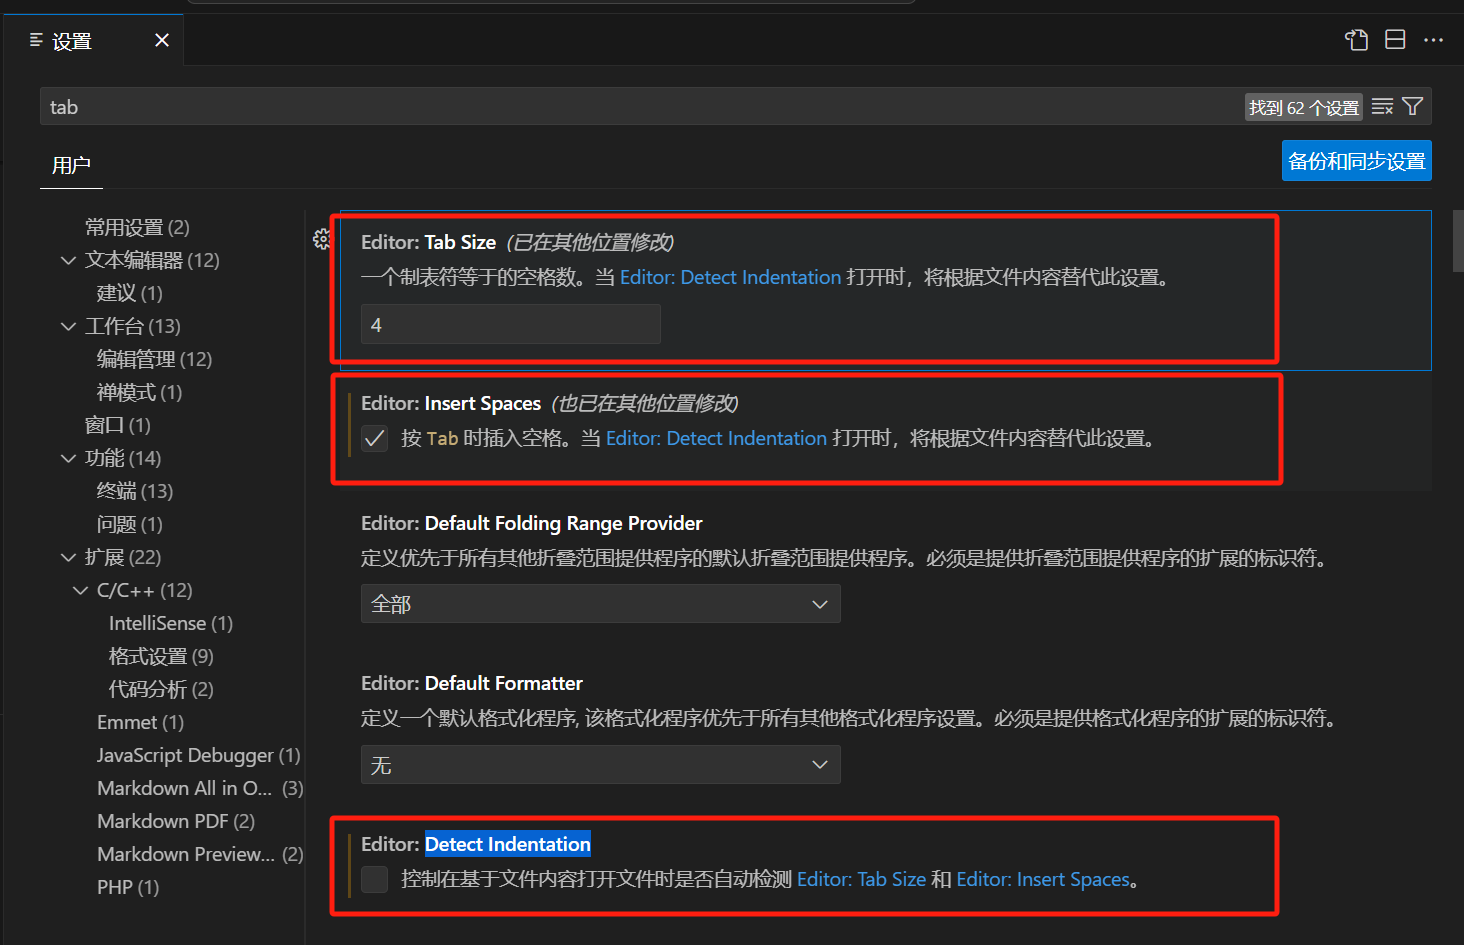 设置
tab
找到 62 个设置
用户
备份和同步设置
常用设置 (2)
文本编辑器 (12)
建议 (1)
工作台 (13)
编辑管理 (12)
禅模式 (1)
窗口 (1)
功能 (14)
终端 (13)
问题 (1)
扩展 (22)
C/C++ (12)
IntelliSense (1)
格式设置 (9)
代码分析 (2)
Emmet (1)
JavaScript Debugger (1)
Markdown All in O... (3)
Markdown PDF (2)
Markdown Preview... (2)
PHP (1)
Editor: Tab Size (已在其他位置修改)
一个制表符等于的空格数。当 Editor: Detect Indentation 打开时，将根据文件内容替代此设置。
4
Editor: Insert Spaces (也已在其他位置修改)
按 Tab 时插入空格。当 Editor: Detect Indentation 打开时，将根据文件内容替代此设置。
Editor: Default Folding Range Provider
定义优先于所有其他折叠范围提供程序的默认折叠范围提供程序。必须是提供折叠范围提供程序的扩展的标识符。
全部
Editor: Default Formatter
定义一个默认格式化程序, 该格式化程序优先于所有其他格式化程序设置。必须是提供格式化程序的扩展的标识符。
无
Editor: Detect Indentation
控制在基于文件内容打开文件时是否自动检测 Editor: Tab Size 和 Editor: Insert Spaces。